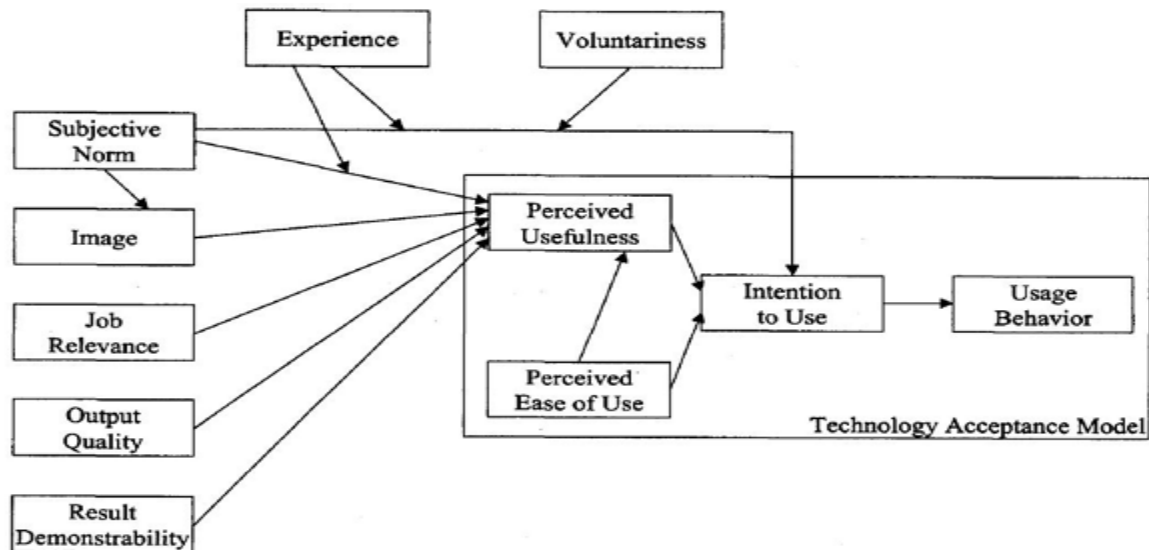 Experience
Voluntariness
Subjective
Norm
Image
Job
Relevance
Output
Quality
Result
Demonstrability
Perceived
Usefulness
Perceived
Ease of Use
Intention
to Use
Usage
Behavior
Technology Acceptance Model